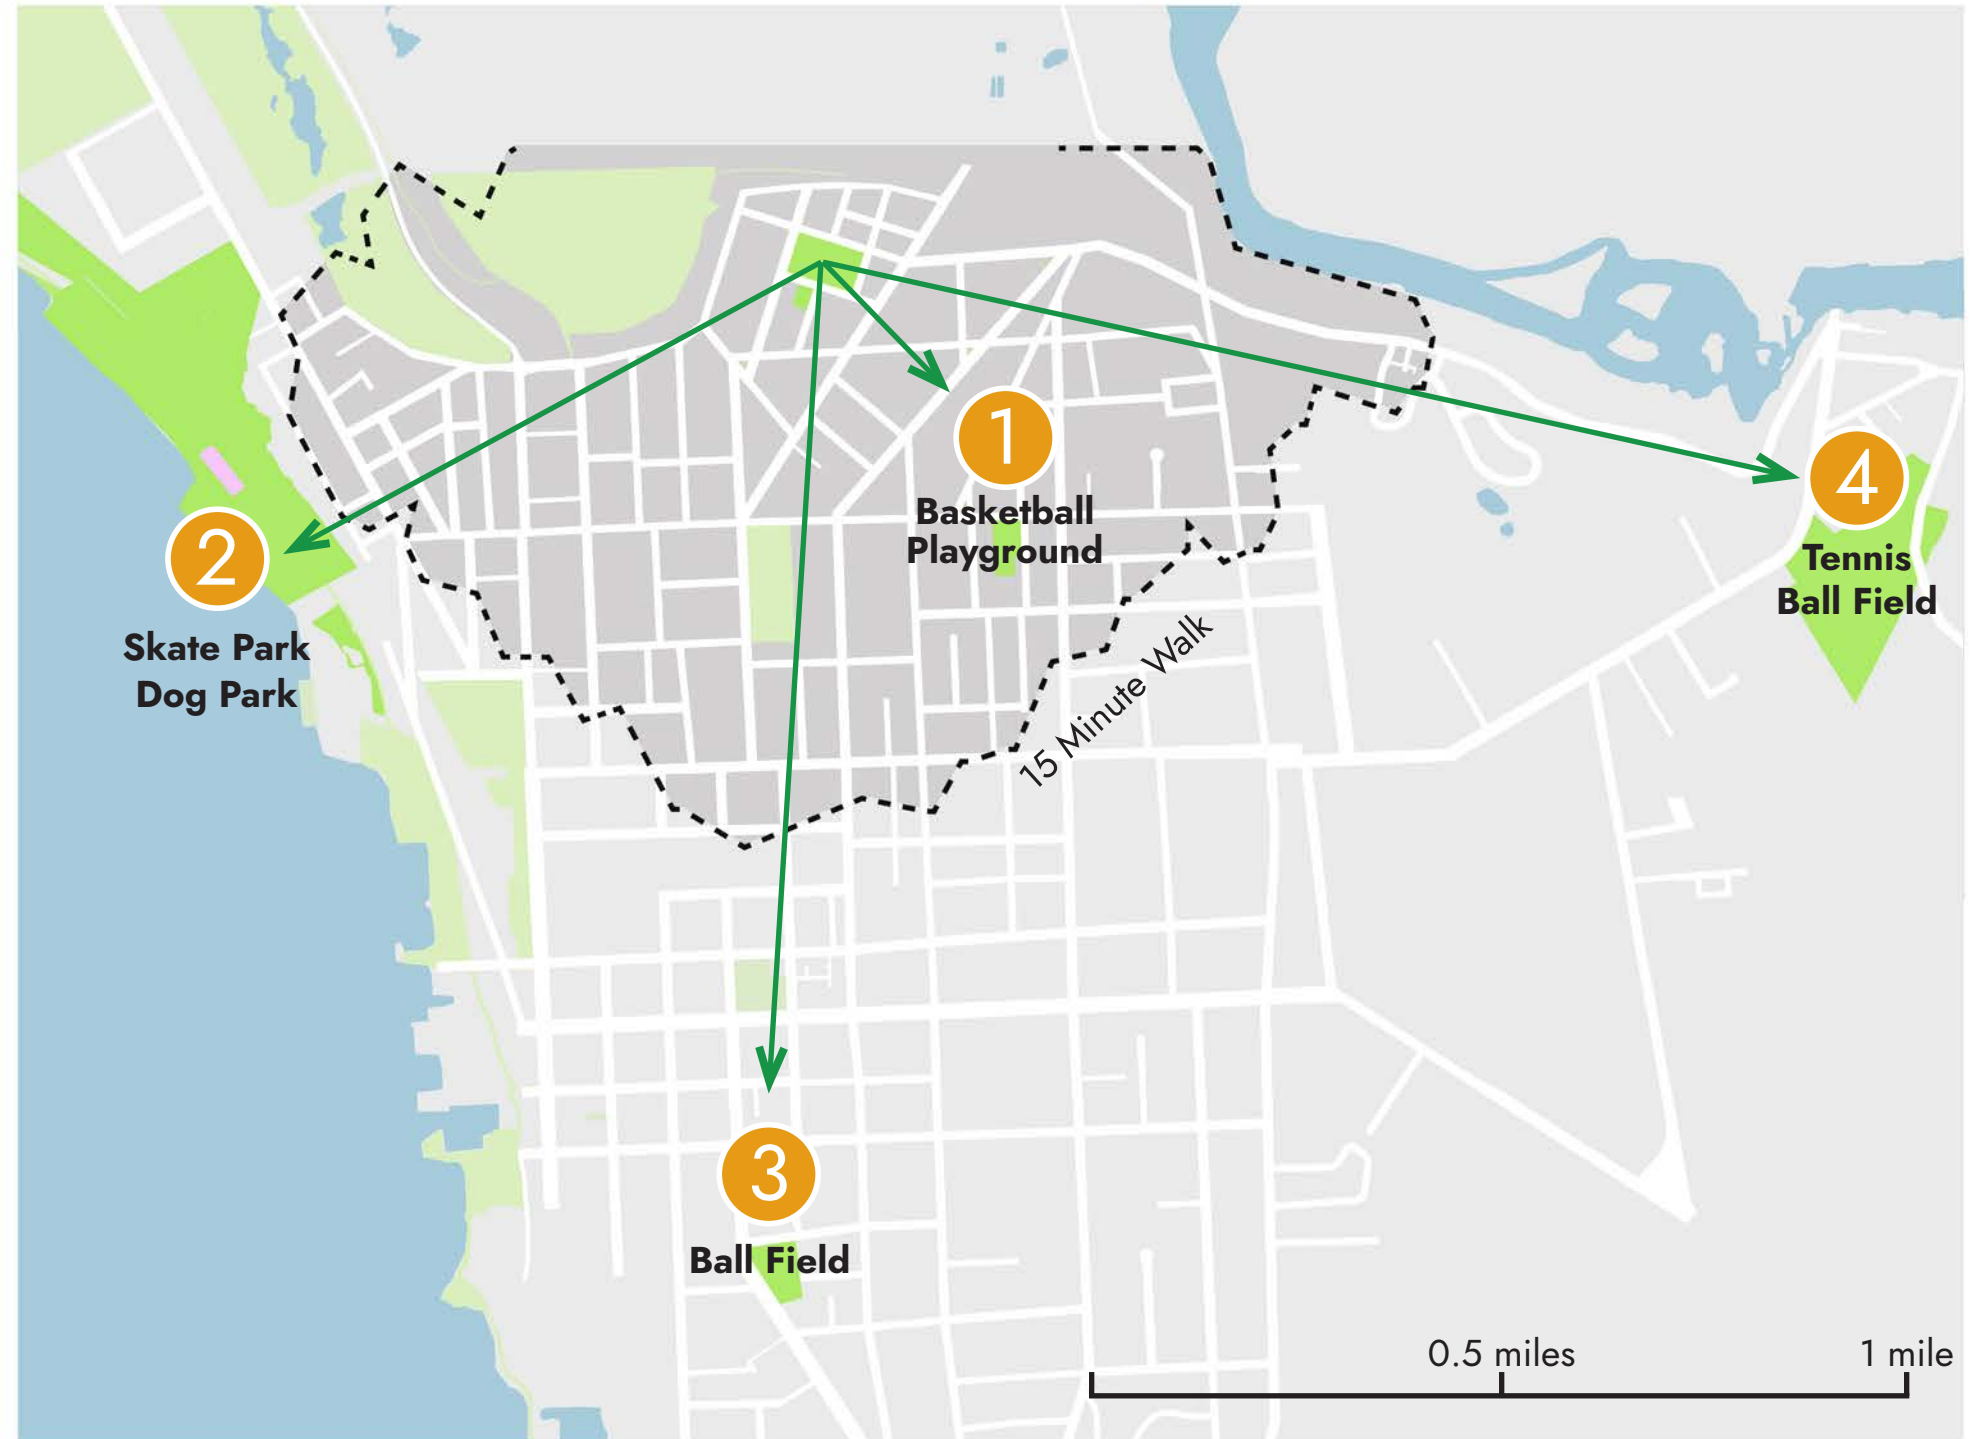 1
Basketball
Playground
2
Skate Park
Dog Park
4
Tennis
Ball Field
15 Minute Walk
3
Ball Field
0.5 miles
1 mile